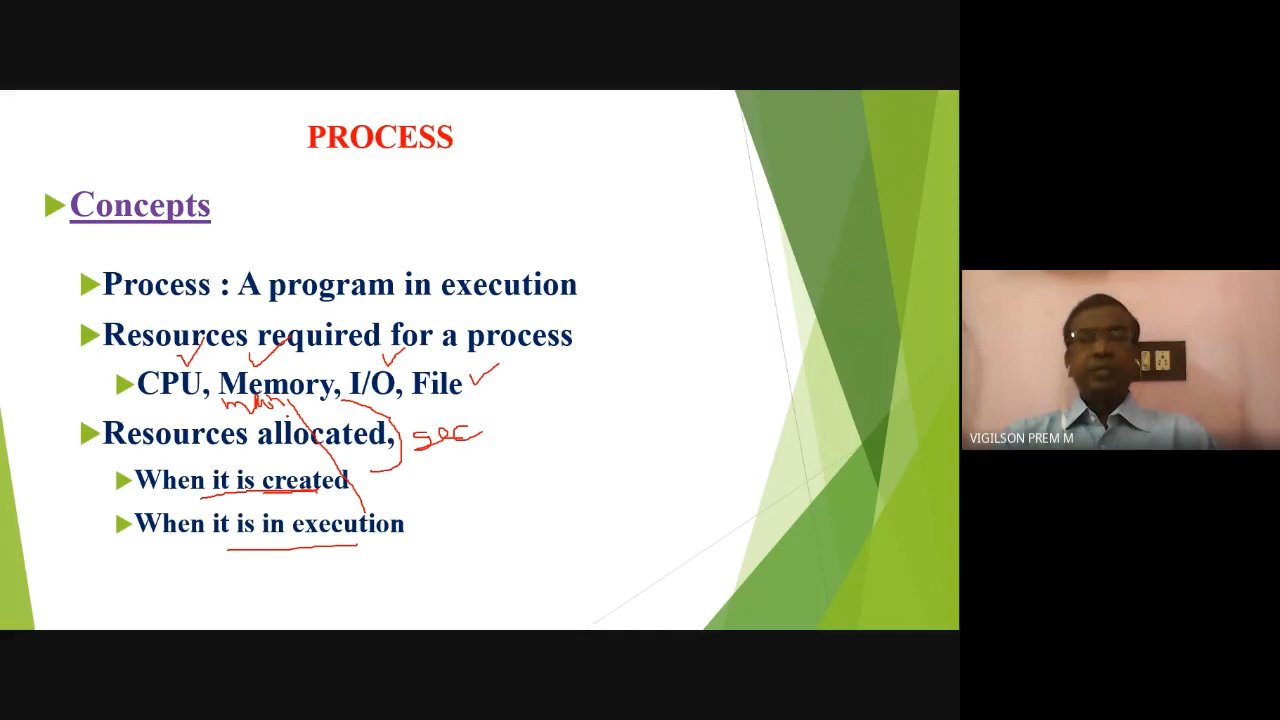 PROCESS
Concepts
Process : A program in execution
Resources required for a process
CPU, Memory, I/O, File
main
Resources allocated,
sec
When it is created
When it is in execution
VIGILSON PREM M